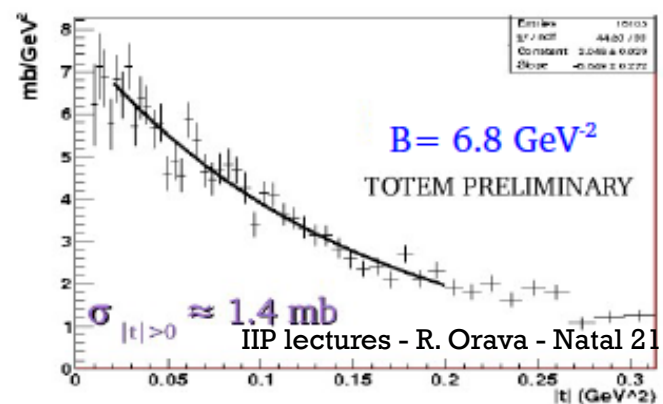 mb/GeV²
8
7
6
5
4
3
2
1
0
Entries
Constant
Slope
B= 6.8 GeV⁻²
TOTEM PRELIMINARY
σ |t|>0 ≈ 1.4 mb
IIP lectures - R. Orava - Natal 21
0 0.05 0.1 0.15 0.2 0.25 0.3
|t| (GeV^2)